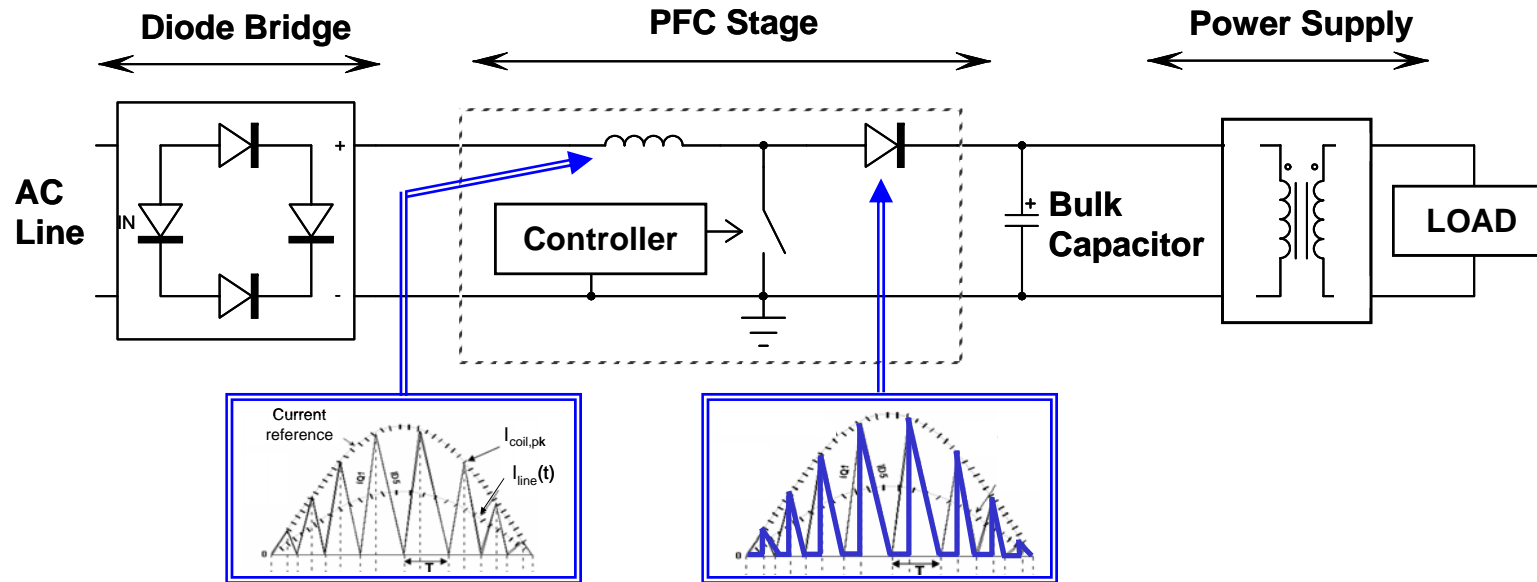 Diode Bridge
PFC Stage
Power Supply
AC
Line
IN
+
-
Controller
+
Bulk
Capacitor
LOAD
Current
reference
Icoil,pk
Iline(t)
IQ1
ID5
0
T
IQ1
ID5
0
T